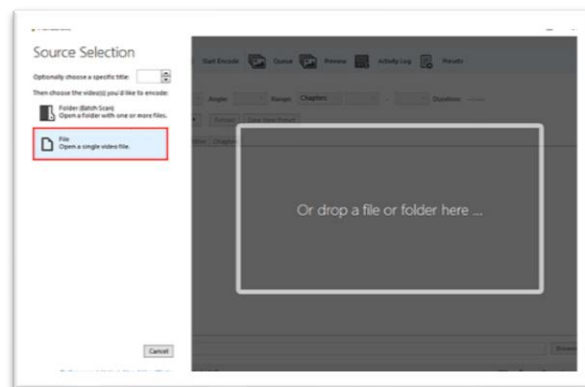 Source Selection
Optionally choose a specific title:
Then choose the video(s) you'd like to encode:
Folder (Batch Scan)
Open a folder with one or more files.
File
Open a single video file.
Cancel
Start Encode Queue Preview Activity Log Presets
Angle: Range: Chapters - Duration: --:--:--
Save New Preset
Chapters
Or drop a file or folder here ...